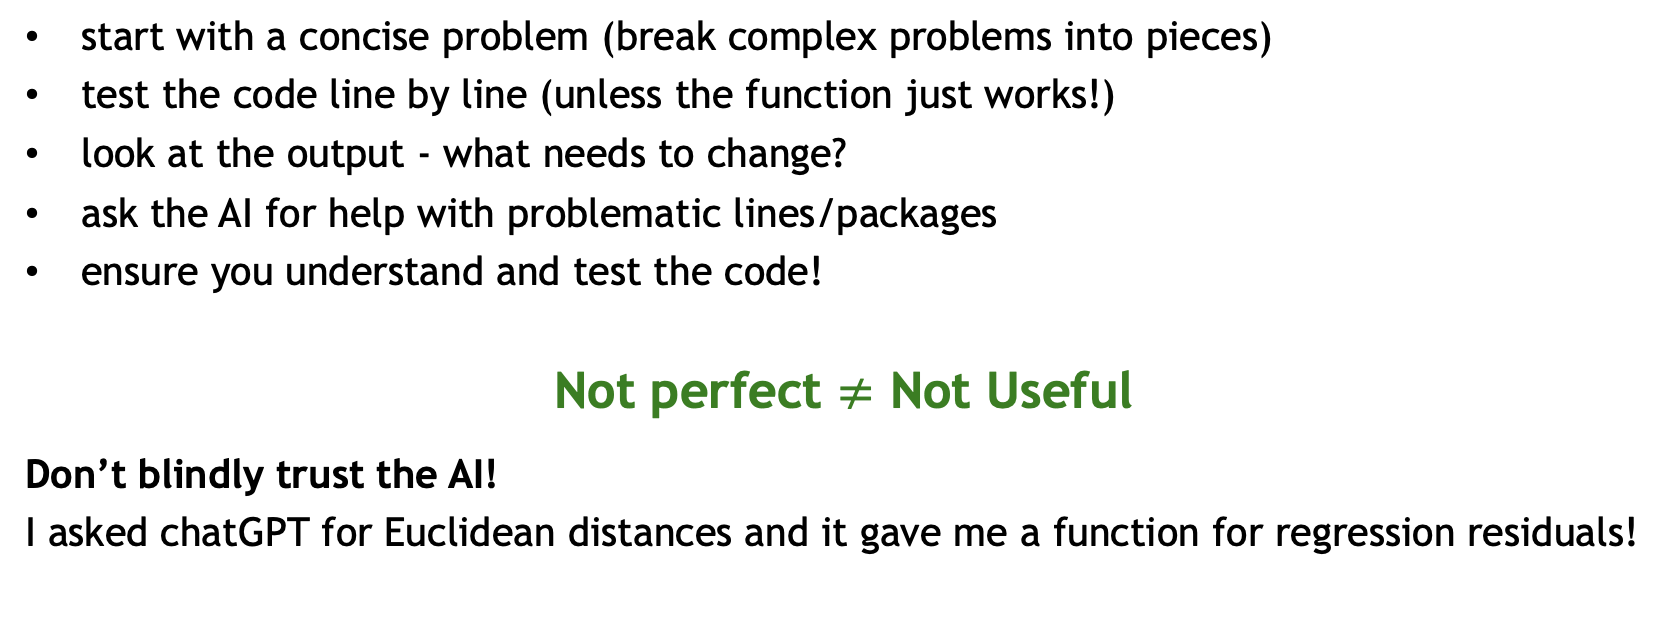 • start with a concise problem (break complex problems into pieces)
• test the code line by line (unless the function just works!)
• look at the output - what needs to change?
• ask the AI for help with problematic lines/packages
• ensure you understand and test the code!
Not perfect ≠ Not Useful
Don’t blindly trust the AI!
I asked chatGPT for Euclidean distances and it gave me a function for regression residuals!